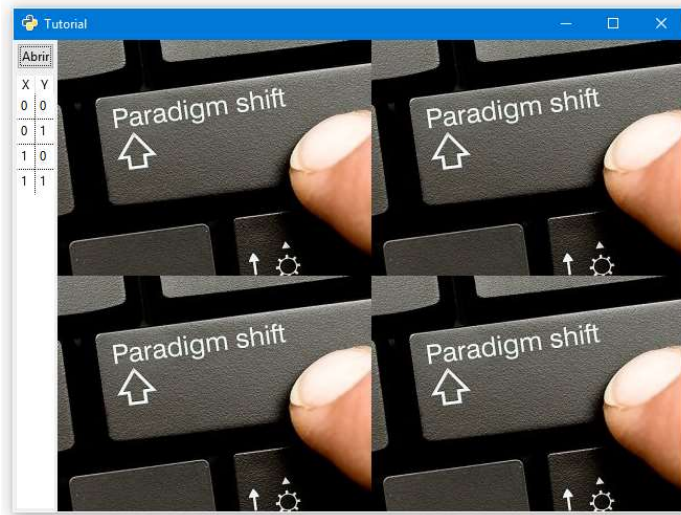 Tutorial
Abrir
X Y
0 0
0 1
1 0
1 1
Paradigm shift
Paradigm shift
Paradigm shift
Paradigm shift